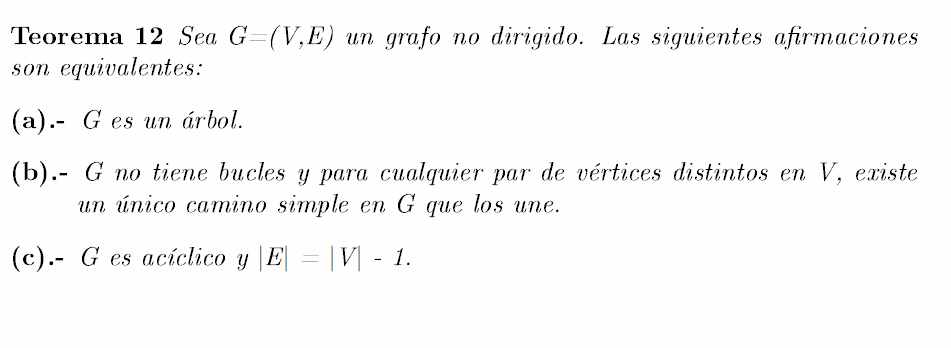 Teorema 12 Sea G=(V,E) un grafo no dirigido. Las siguientes afirmaciones
son equivalentes:
(a).- G es un árbol.
(b).- G no tiene bucles y para cualquier par de vértices distintos en V, existe
un único camino simple en G que los une.
(c).- G es acíclico y |E| = |V| - 1.